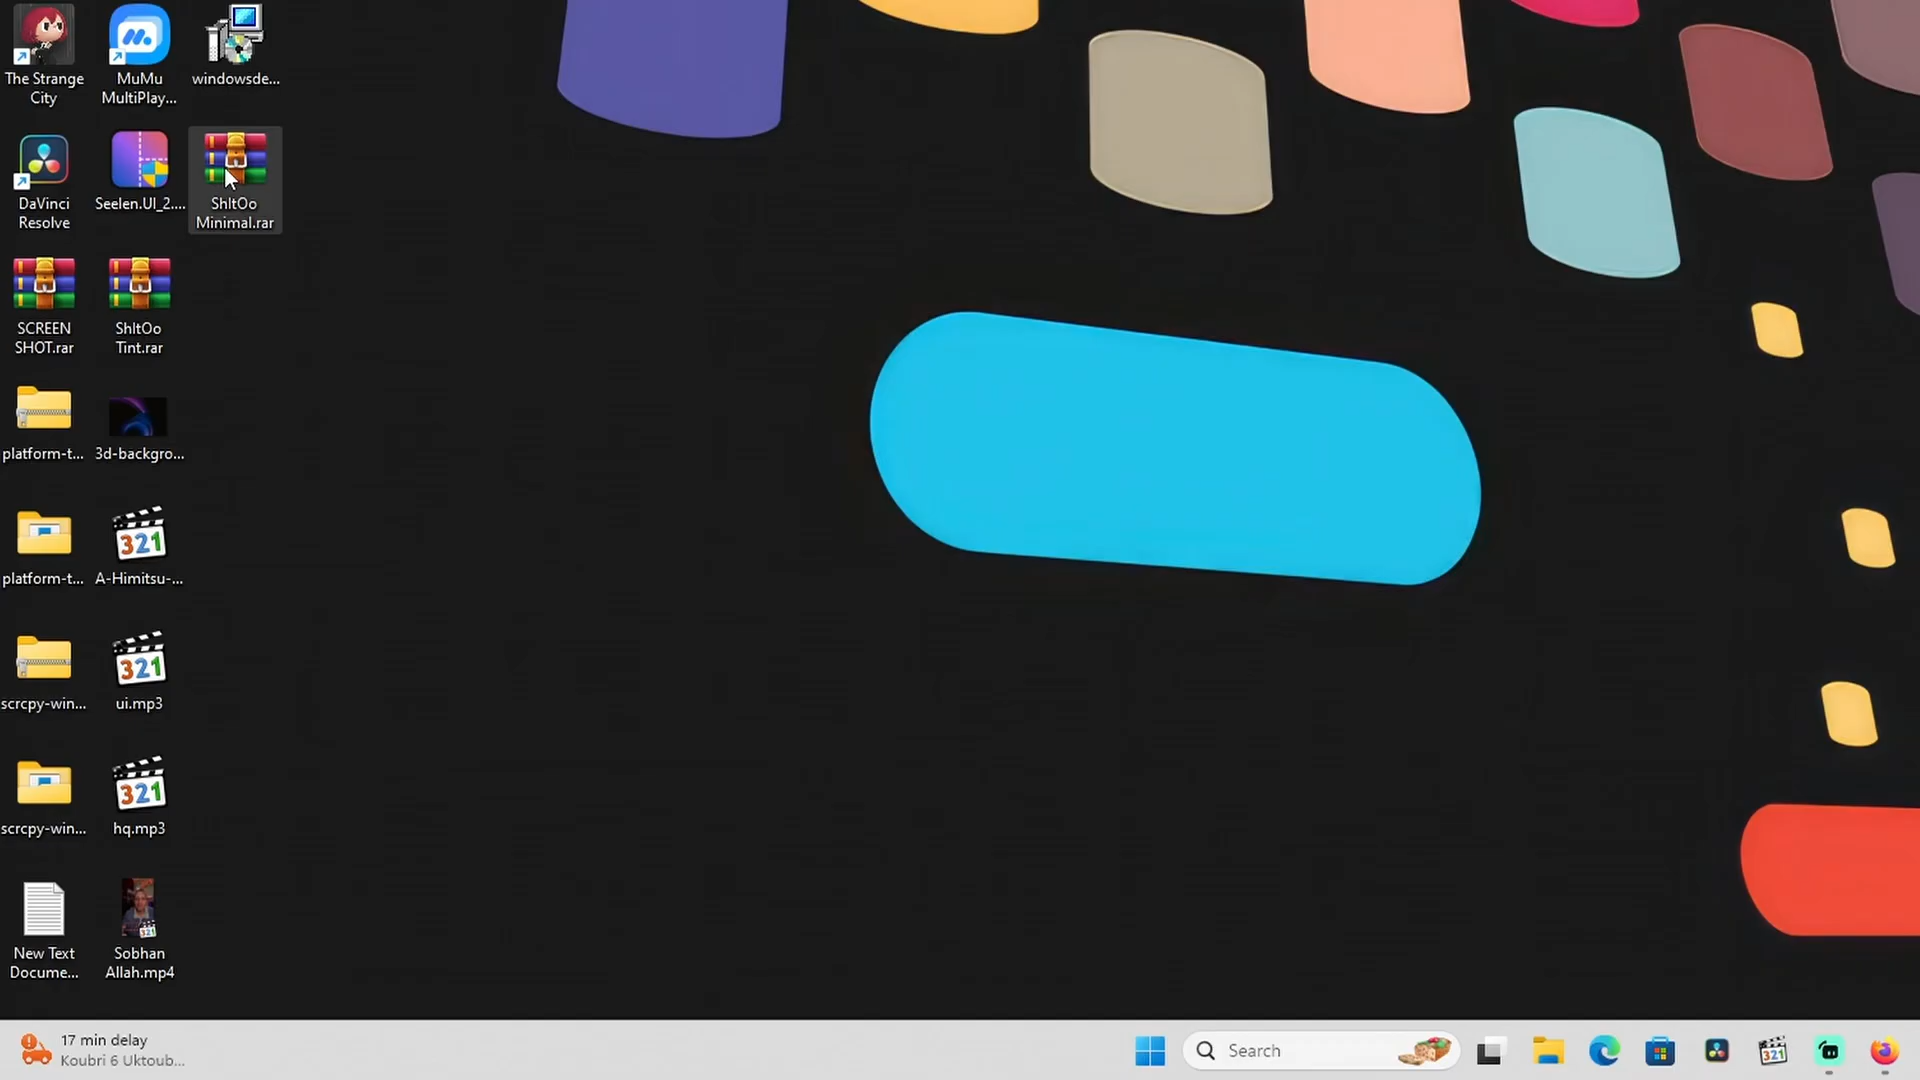 The Strange
City
MuMu
MultiPlay...
windowsde...
DaVinci
Resolve
Seelen.UI_2....
ShltOo
Minimal.rar
SCREEN
SHOT.rar
ShltOo
Tint.rar
platform-t...
3d-backgro...
platform-t...
A-Himitsu-...
scrcpy-win...
321
ui.mp3
scrcpy-win...
321
hq.mp3
New Text
Docume...
Sobhan
Allah.mp4
17 min delay
Koubri 6 Uktoub...
Search
321